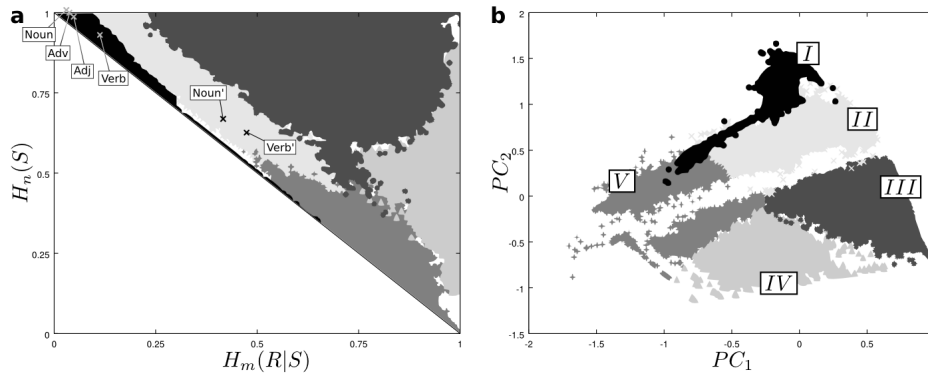 a
1
0.75
0.5
0.25
0
0
0.25
0.5
0.75
1
H_n(S)
H_m(R|S)
Noun
Adv
Adj
Verb
Noun'
Verb'
b
2
1.5
1
0.5
0
-0.5
-1
-1.5
-2
-1.5
-1
-0.5
0
0.5
PC_2
PC_1
I
II
III
IV
V